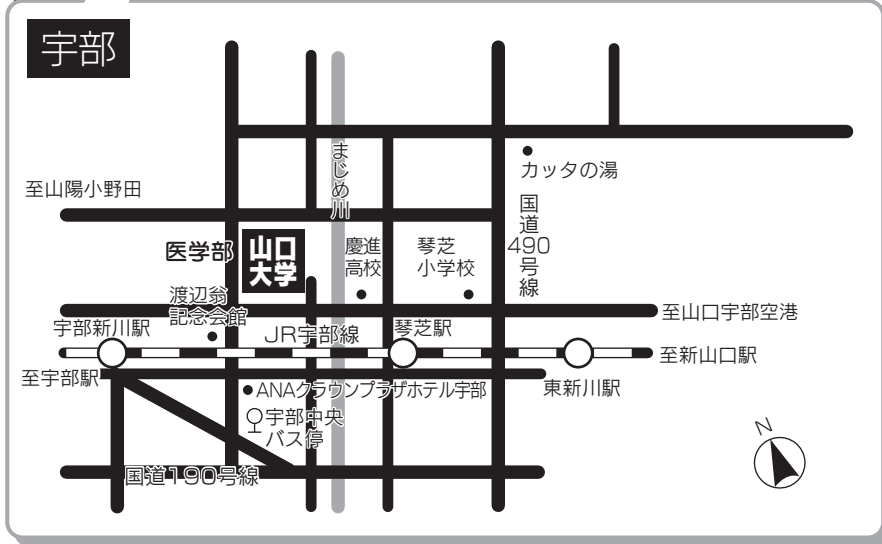 宇部
まじめ川
カッタの湯
至山陽小野田
国道490号線
医学部
山口
大学
慶進
高校
琴芝
小学校
渡辺翁
記念会館
至山口宇部空港
宇部新川駅
JR宇部線
琴芝駅
至新山口駅
至宇部駅
ANAクラウンプラザホテル宇部
東新川駅
宇部中央
バス停
国道190号線
N